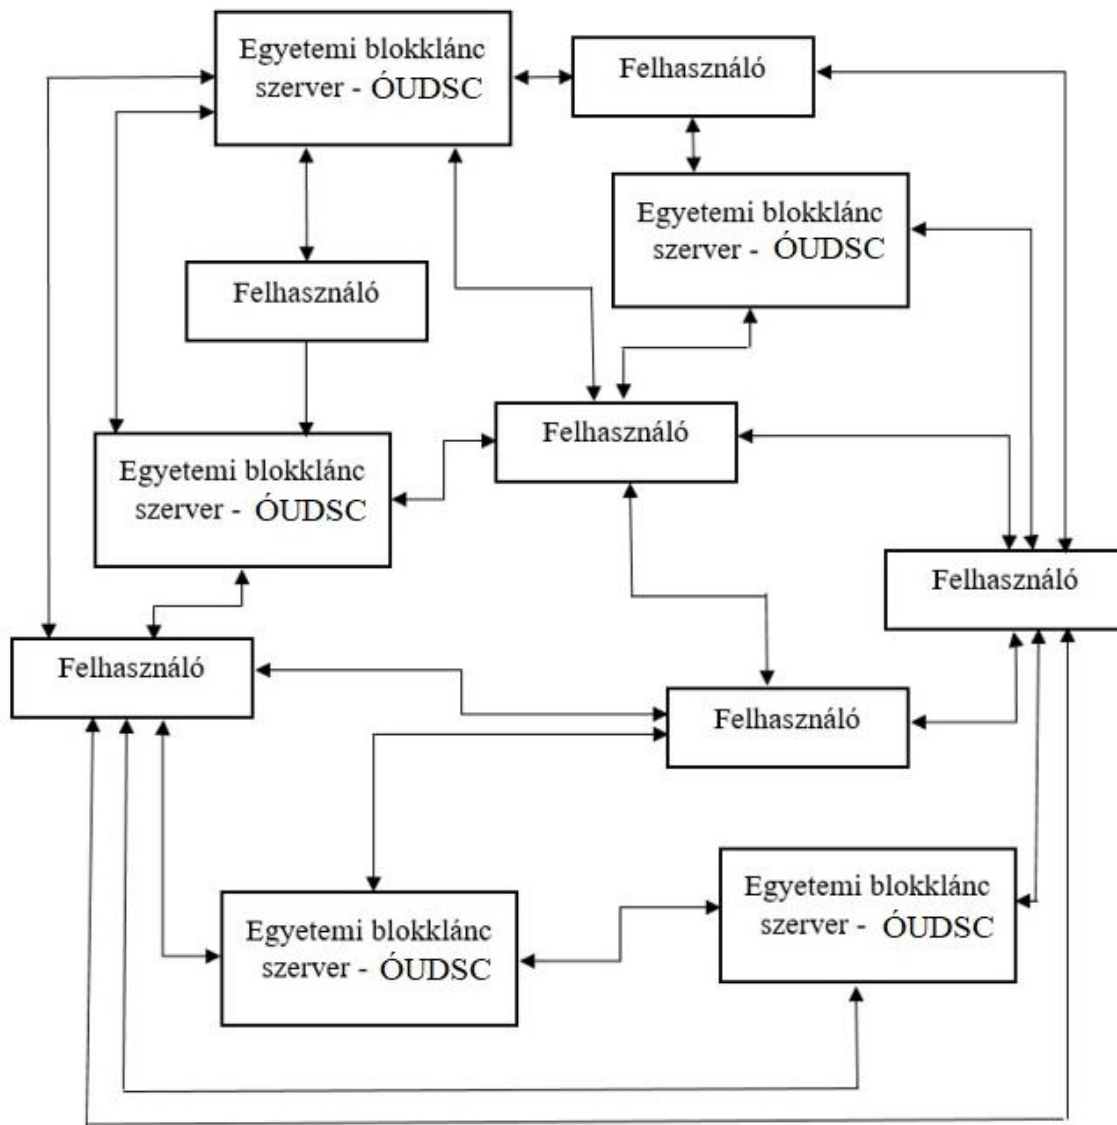 Egyetemi blokklánc
szerver - ÓUDSC
Felhasználó
Egyetemi blokklánc
szerver - ÓUDSC
Felhasználó
Felhasználó
Egyetemi blokklánc
szerver - ÓUDSC
Felhasználó
Felhasználó
Felhasználó
Egyetemi blokklánc
szerver - ÓUDSC
Egyetemi blokklánc
szerver - ÓUDSC